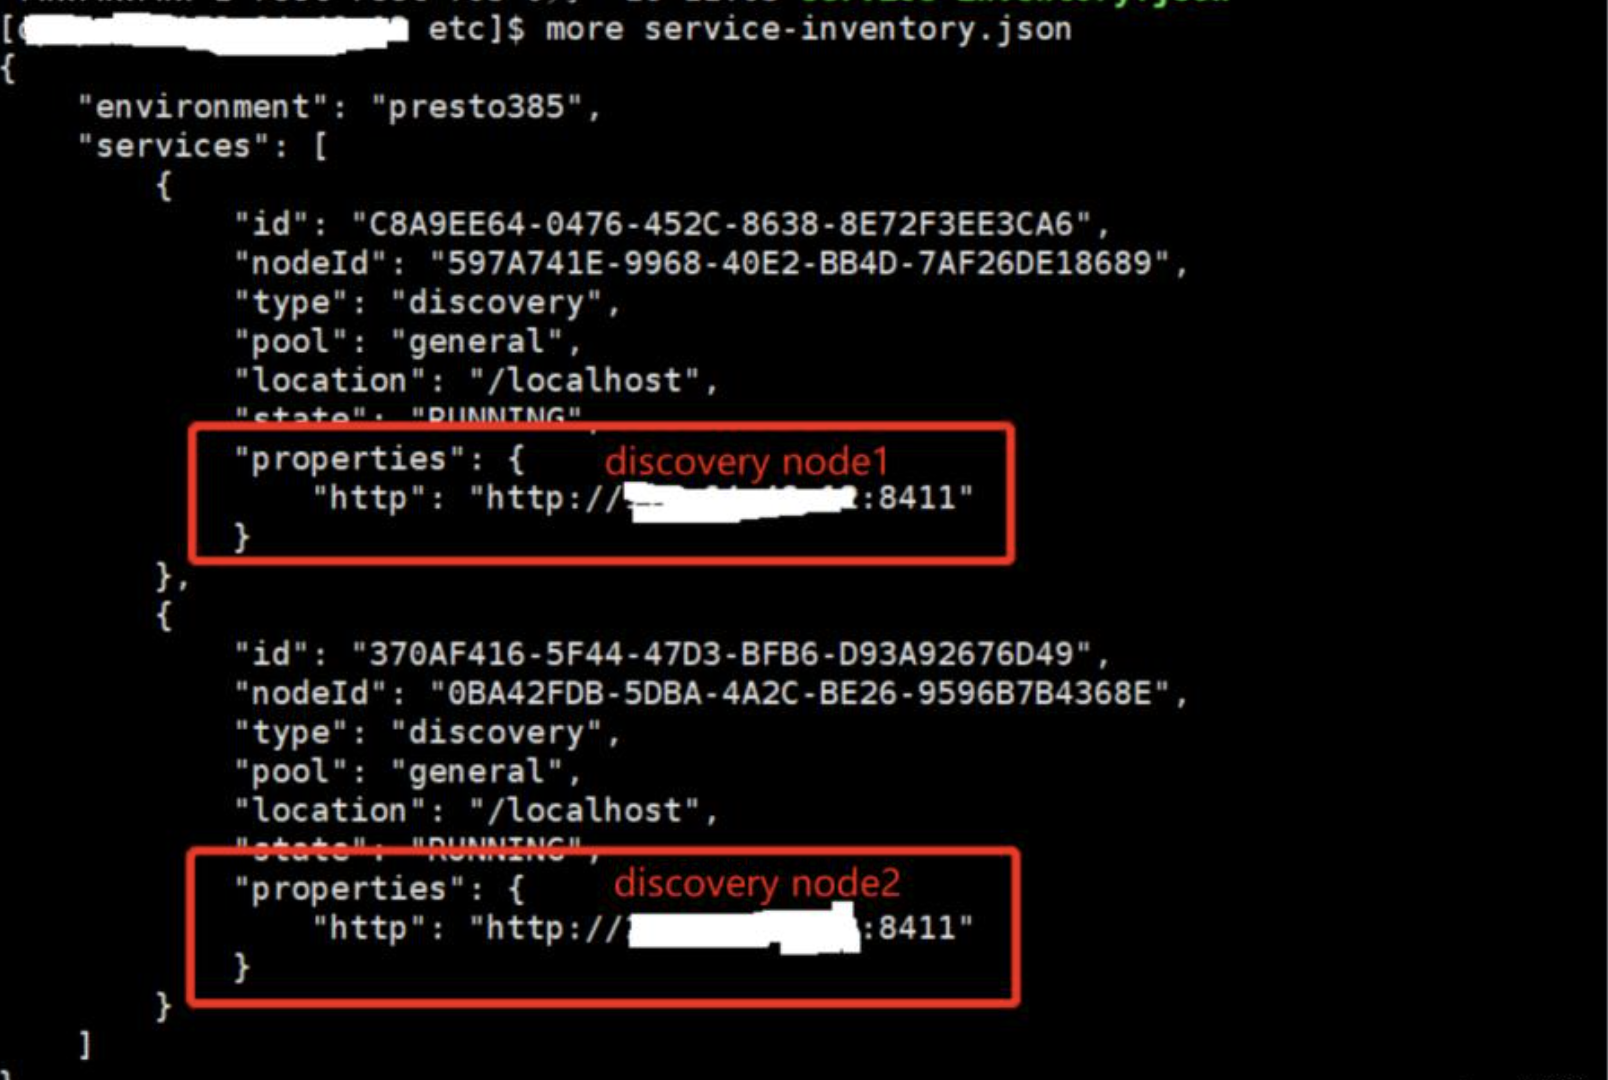 etc]$ more service-inventory.json
{
"environment": "presto385",
"services": [
{
"id": "C8A9EE64-0476-452C-8638-8E72F3EE3CA6",
"nodeId": "597A741E-9968-40E2-BB4D-7AF26DE18689",
"type": "discovery",
"pool": "general",
"location": "/localhost",
"state": "RUNNING",
"properties": { discovery node1
"http": "http://:8411"
}
},
{
"id": "370AF416-5F44-47D3-BFB6-D93A92676D49",
"nodeId": "0BA42FDB-5DBA-4A2C-BE26-9596B7B4368E",
"type": "discovery",
"pool": "general",
"location": "/localhost",
"state": "RUNNING",
"properties": { discovery node2
"http": "http://:8411"
}
}
]
}